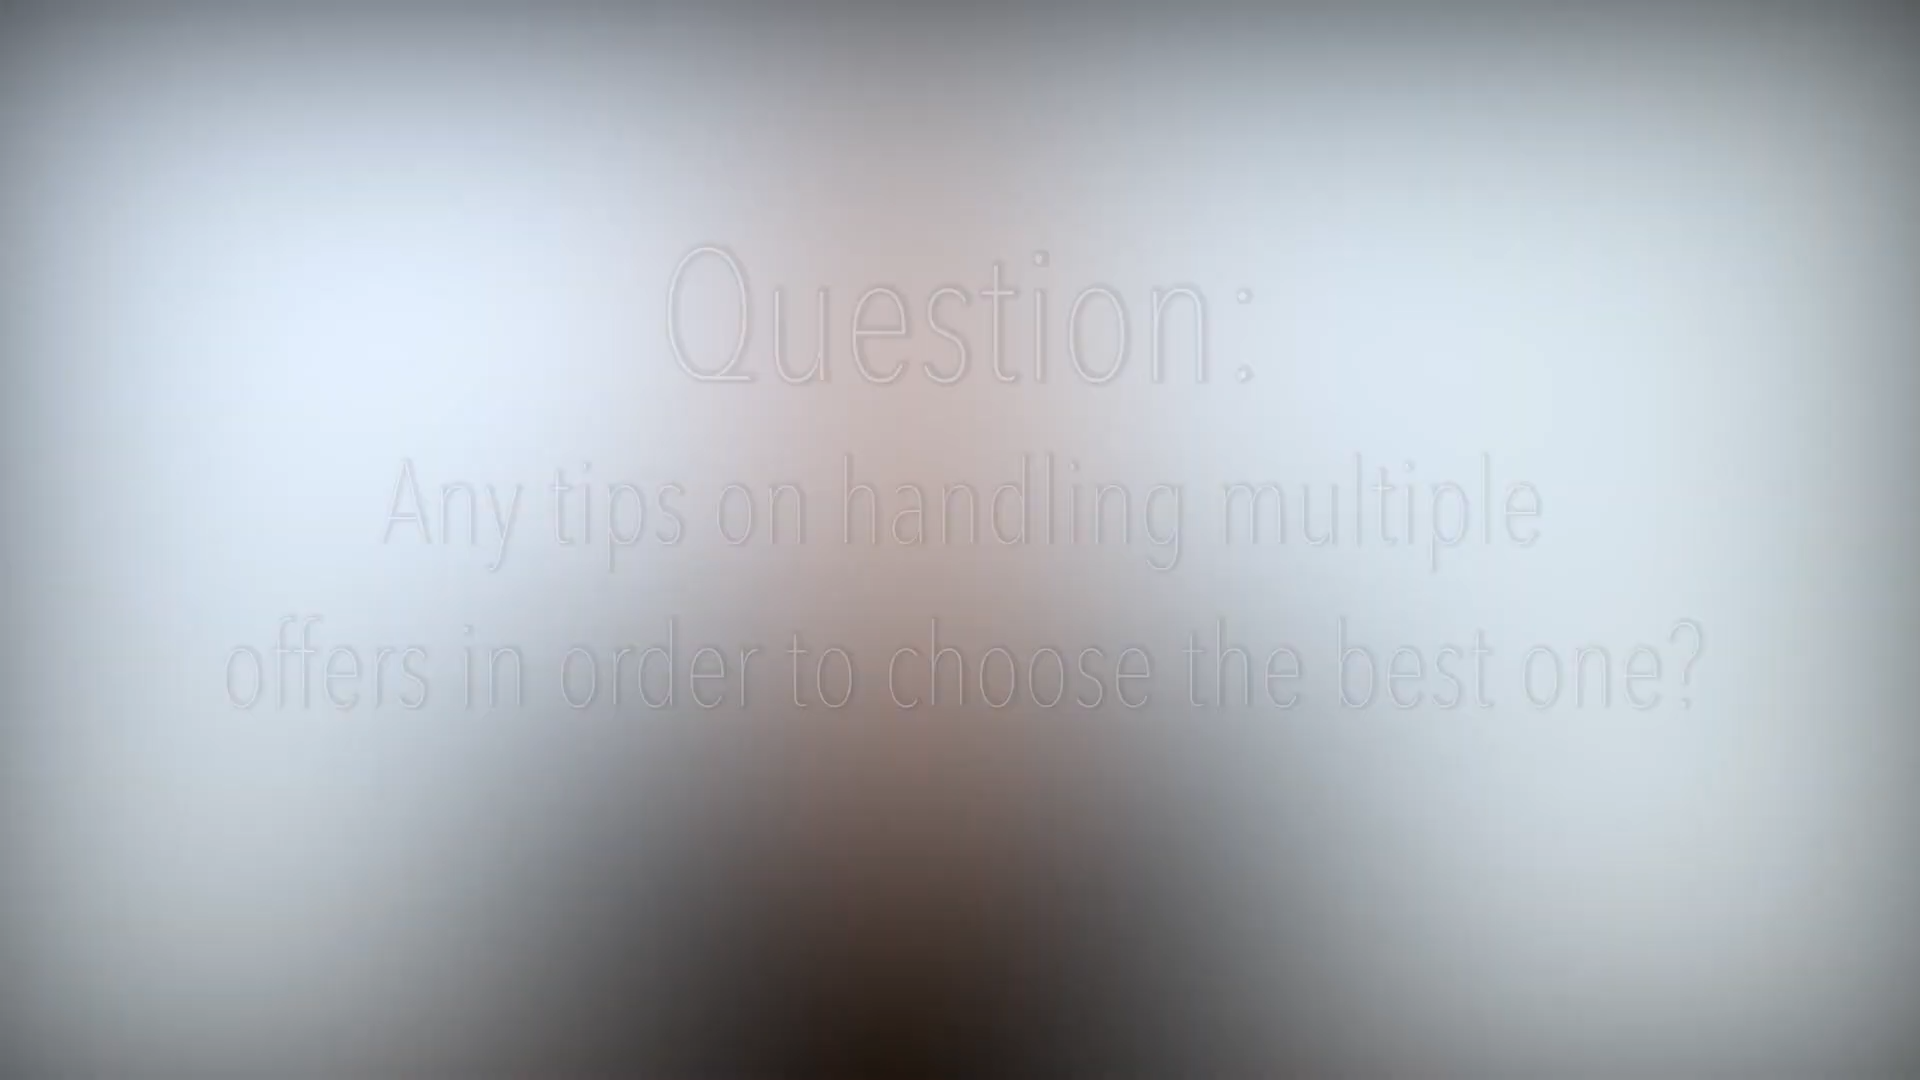 Question:
Any tips on handling multiple
offers in order to choose the best one?